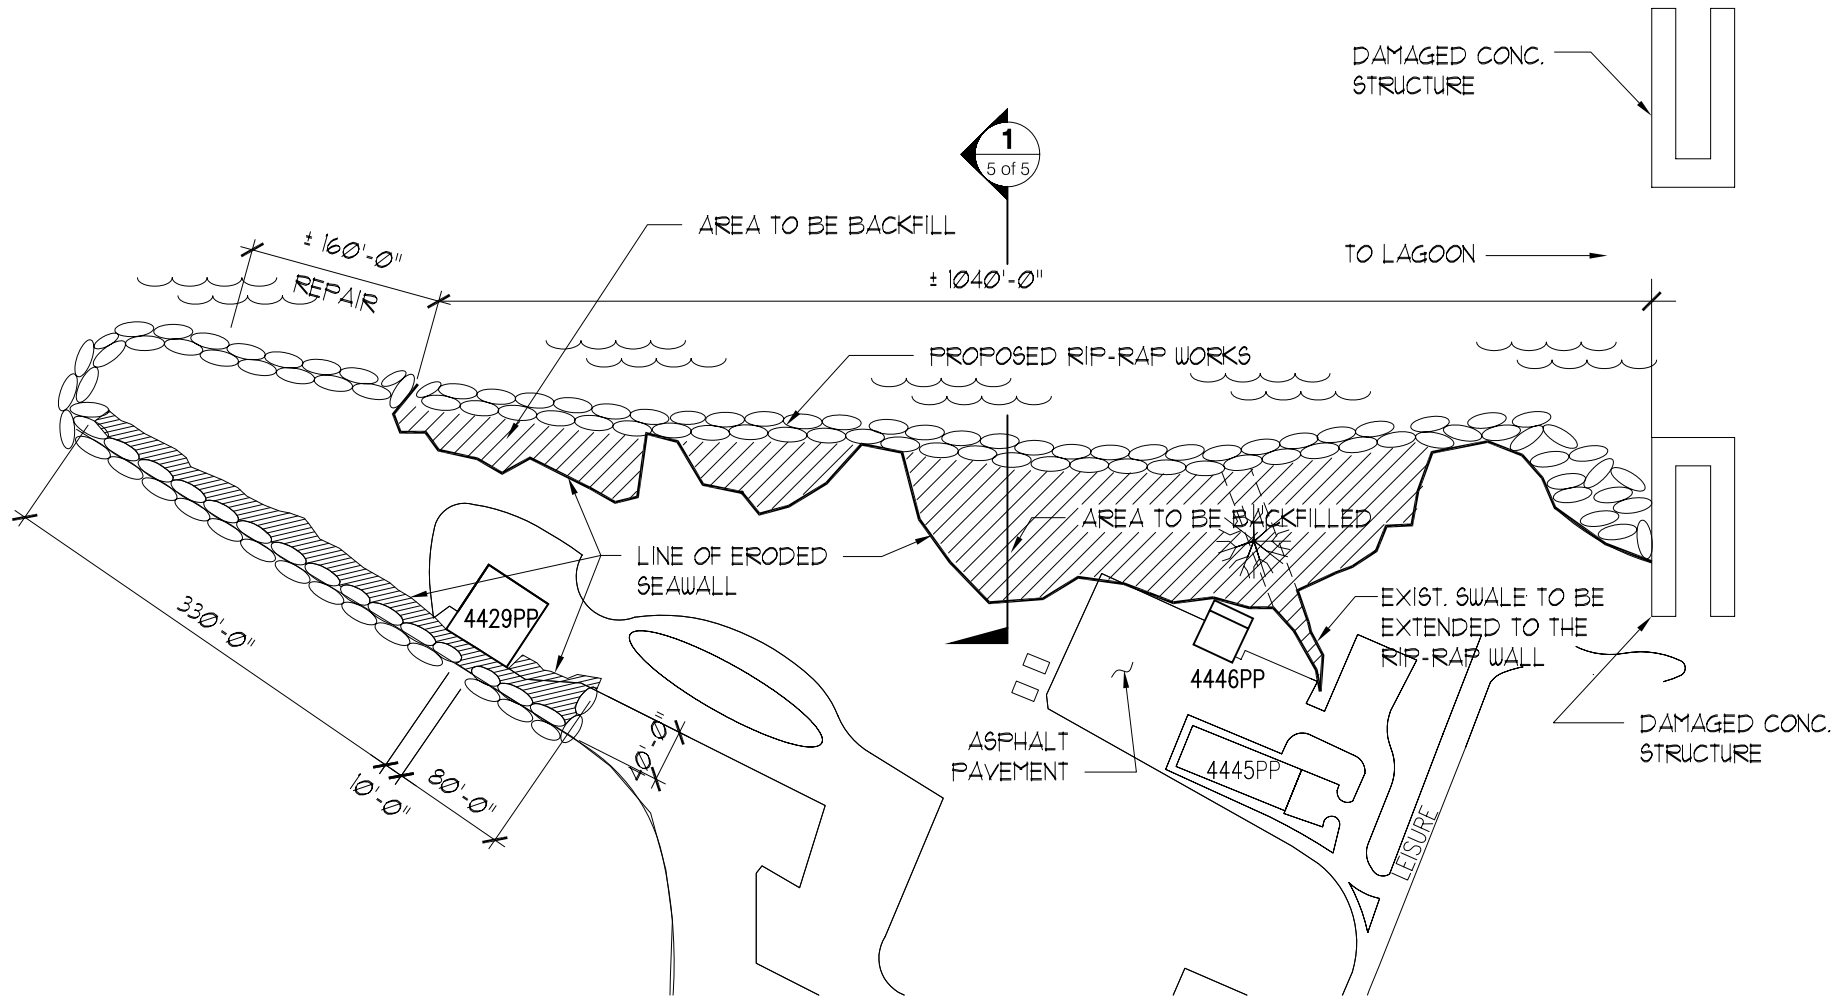 DAMAGED CONC.
STRUCTURE
1
5 of 5
AREA TO BE BACKFILL
± 160'-0"
REPAIR
TO LAGOON
± 1040'-0"
PROPOSED RIP-RAP WORKS
AREA TO BE BACKFILLED
LINE OF ERODED
SEAWALL
4429PP
330'-0"
EXIST. SWALE TO BE
EXTENDED TO THE
RIP-RAP WALL
4446PP
DAMAGED CONC.
STRUCTURE
ASPHALT
PAVEMENT
4445PP
40'-0"
10'-0"
80'-0"
LEISURE